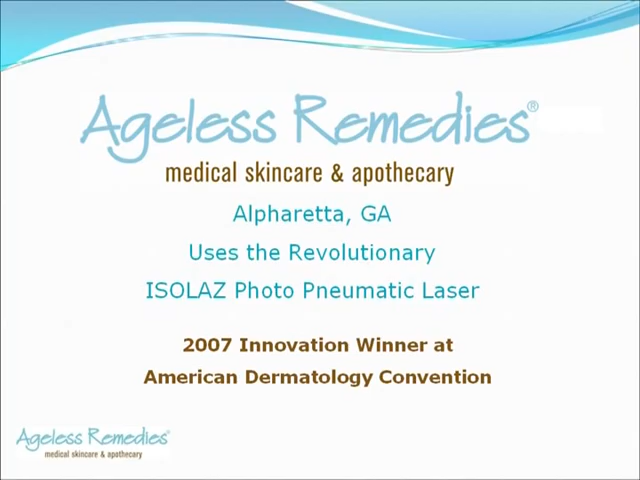 Ageless Remedies®
medical skincare & apothecary
Alpharetta, GA
Uses the Revolutionary
ISOLAZ Photo Pneumatic Laser
2007 Innovation Winner at
American Dermatology Convention
Ageless Remedies®
medical skincare & apothecary